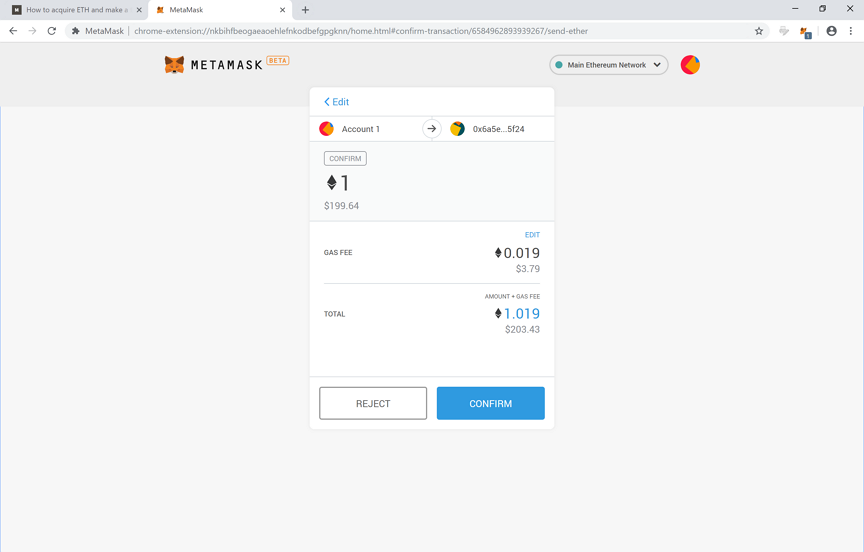 How to acquire ETH and make a
MetaMask
MetaMask
chrome-extension://nkbihfbeogaeaoehlefnkodbefgpgknn/home.html#confirm-transaction/6584962893939267/send-ether
1
METAMASK
BETA
Main Ethereum Network
Edit
Account 1
0x6a5e...5f24
CONFIRM
1
$199.64
EDIT
GAS FEE
0.019
$3.79
AMOUNT + GAS FEE
TOTAL
1.019
$203.43
REJECT
CONFIRM